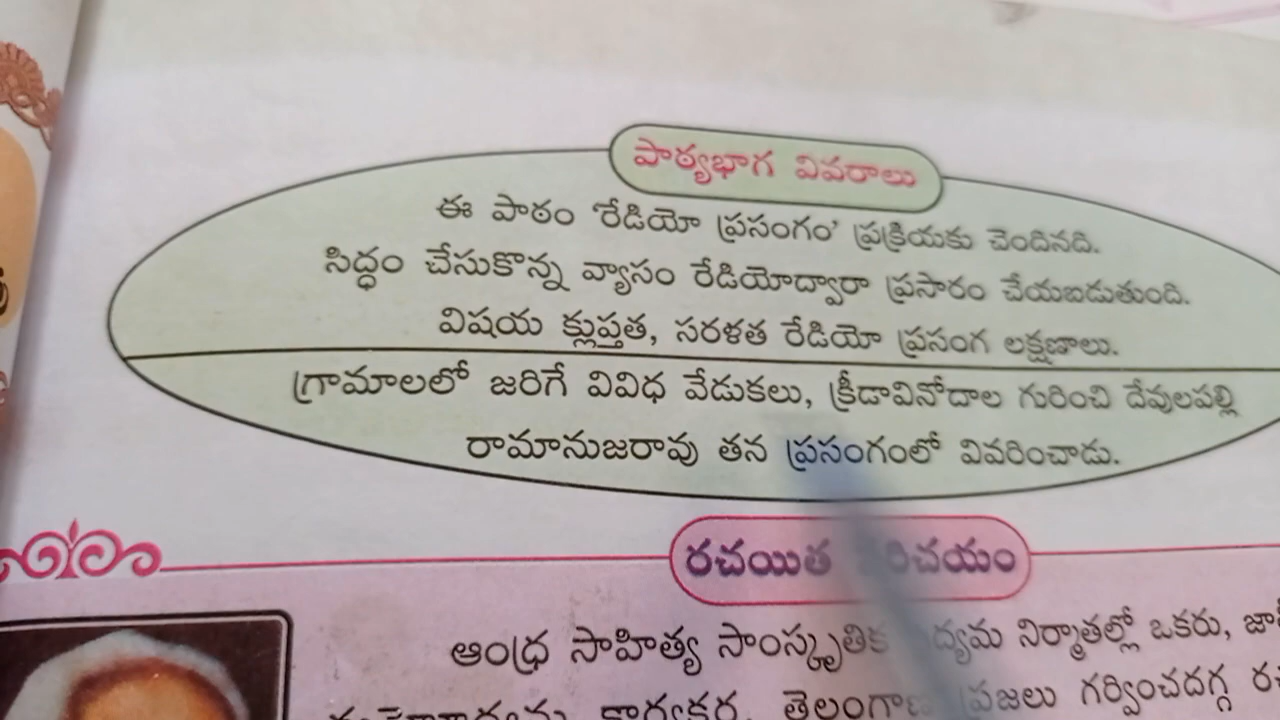 పాఠ్యభాగ వివరాలు
ఈ పాఠం 'రేడియో ప్రసంగం' ప్రక్రియకు చెందినది.
సిద్ధం చేసుకొన్న వ్యాసం రేడియోద్వారా ప్రసారం చేయబడుతుంది.
విషయ క్లుప్తత, సరళత రేడియో ప్రసంగ లక్షణాలు.
గ్రామాలలో జరిగే వివిధ వేడుకలు, క్రీడావినోదాల గురించి దేవులపల్లి
రామానుజరావు తన ప్రసంగంలో వివరించాడు.
రచయిత
ఆంధ్ర సాహిత్య సాంస్కృతిక నిర్మాతల్లో ఒకరు,
తెలంగాణ ప్రజలు గర్వించదగ్గ